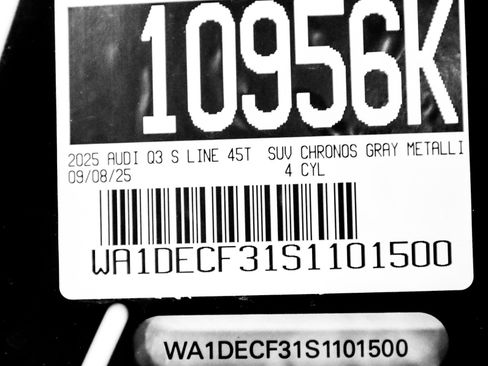 10956K
2025 AUDI Q3 S LINE 45T SUV CHRONOS GRAY METALLI
09/08/25 4 CYL
WA1DECF31S1101500
WA1DECF31S1101500